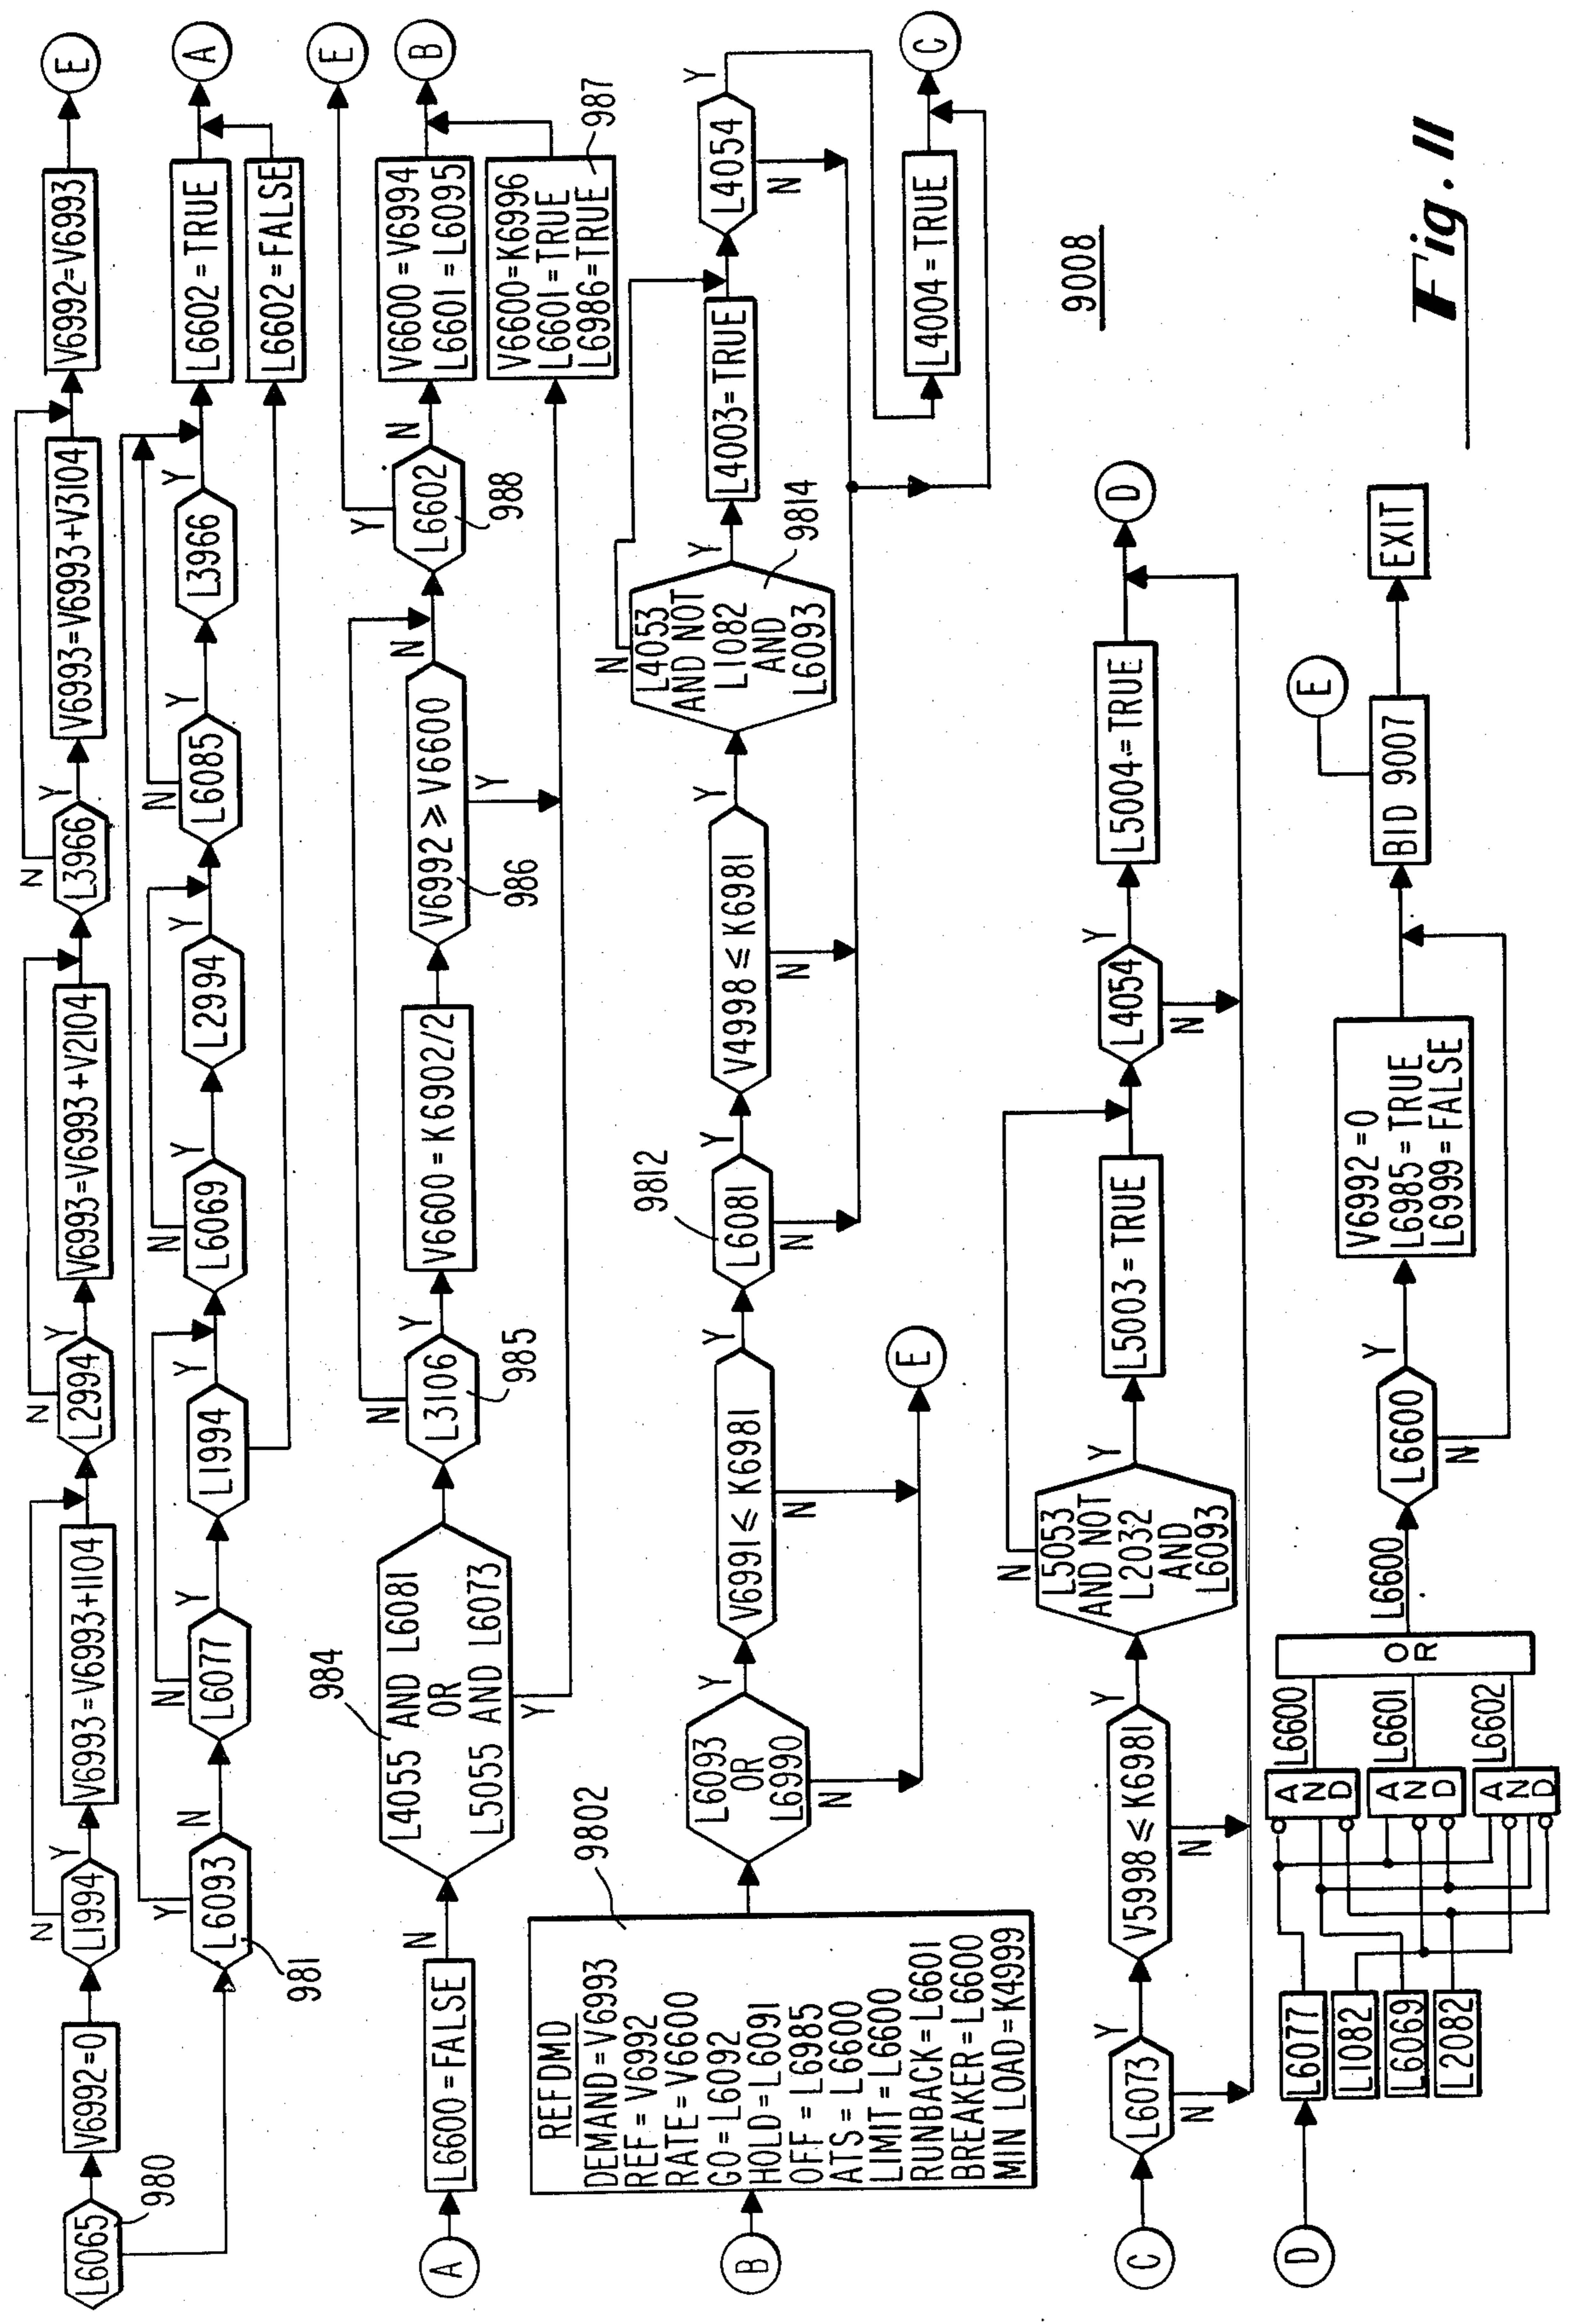 L6065
980
V6992=0
L1994
N
Y
V6993=V6993+1104
L2994
N
Y
V6993=V6993+V2104
L3966
N
Y
V6993=V6993+V3104
V6992=V6993
E
L6093
981
Y
N
L6077
N
Y
L1994
Y
L6069
N
Y
L2994
Y
L6085
N
Y
L3966
Y
L6602=TRUE
L6602=FALSE
A
A
L6600=FALSE
N
984
L4055 AND L6081
OR
L5055 AND L6073
Y
L3106
985
N
Y
V6600=K6902/2
V6992 ≥ V6600
986
N
Y
L6602
988
Y
N
E
V6600=V6994
L6601=L6095
B
V6600=K6996
L6601=TRUE
L6986=TRUE
987
B
9802
REFDMD
DEMAND=V6993
REF=V6992
RATE=V6600
GO=L6092
HOLD=L6091
OFF=L6985
ATS=L6600
LIMIT=L6600
RUNBACK=L6601
BREAKER=L6600
MIN LOAD=K4999
L6093
OR
L6990
Y
N
V6991 ≤ K6981
Y
N
E
9812
L6081
Y
N
V4998 ≤ K6981
Y
N
L4053
AND NOT
L1082
AND
L6093
N
Y
9814
L4003=TRUE
L4054
Y
N
L4004=TRUE
C
9008
C
L6073
Y
N
V5998 ≤ K6981
Y
N
L5053
AND NOT
L2032
AND
L6093
N
Y
L5003=TRUE
L4054
Y
N
L5004=TRUE
D
D
L6077
L1082
L6069
L2082
AND
AND
AND
L6600
L6601
L6602
OR
L6600
L6600
Y
N
V6992=0
L6985=TRUE
L6999=FALSE
BID 9007
E
EXIT
Fig. 11